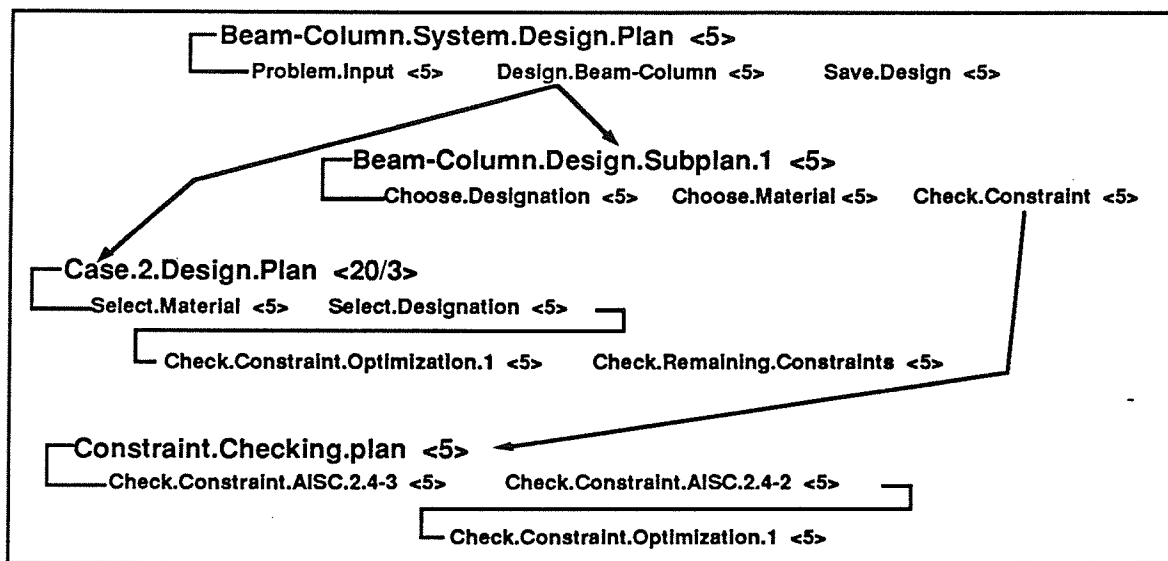 Beam-Column.System.Design.Plan <5>
Problem.Input <5> Design.Beam-Column <5> Save.Design <5>
Beam-Column.Design.Subplan.1 <5>
Choose.Designation <5> Choose.Material <5> Check.Constraint <5>
Case.2.Design.Plan <20/3>
Select.Material <5> Select.Designation <5>
Check.Constraint.Optimization.1 <5> Check.Remaining.Constraints <5>
Constraint.Checking.plan <5>
Check.Constraint.AISC.2.4-3 <5> Check.Constraint.AISC.2.4-2 <5>
Check.Constraint.Optimization.1 <5>